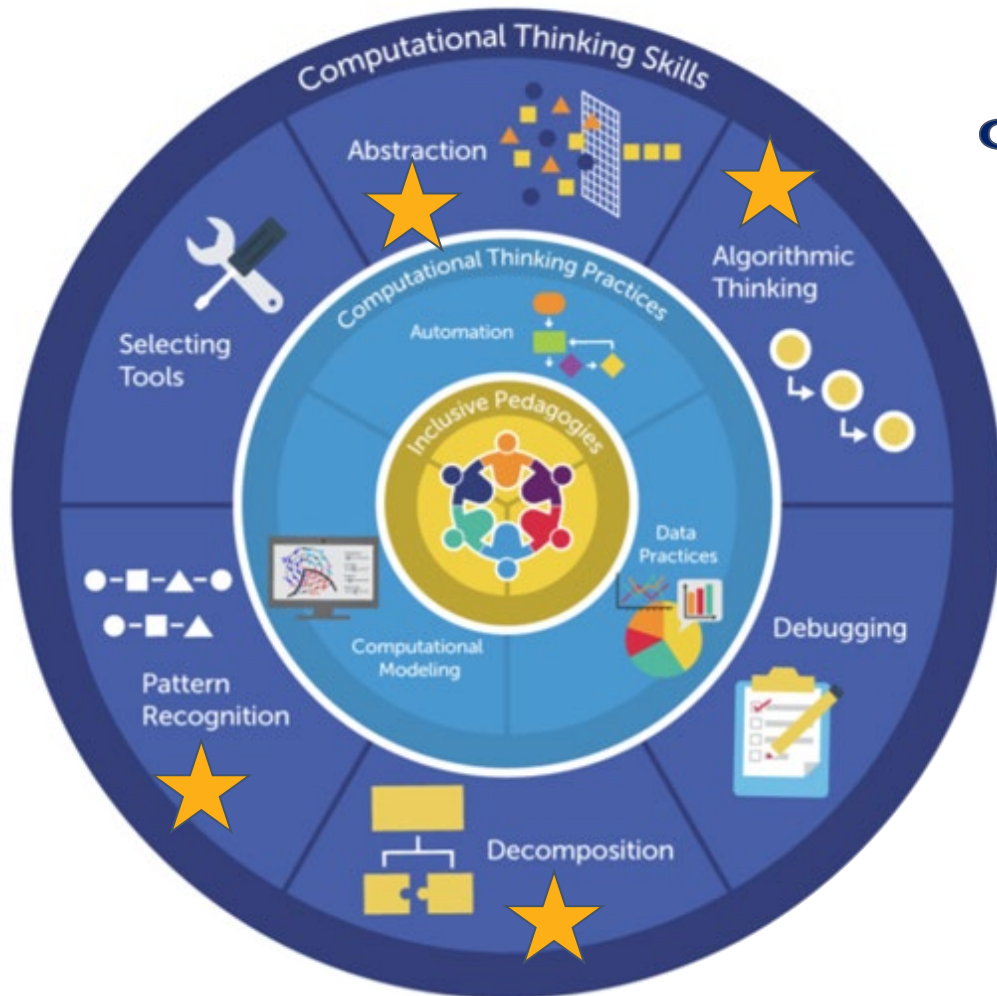 Computational Thinking Skills
Abstraction
Algorithmic
Thinking
Selecting
Tools
Computational Thinking Practices
Automation
Inclusive Pedagogies
Data
Practices
Computational
Modeling
Debugging
Pattern
Recognition
Decomposition